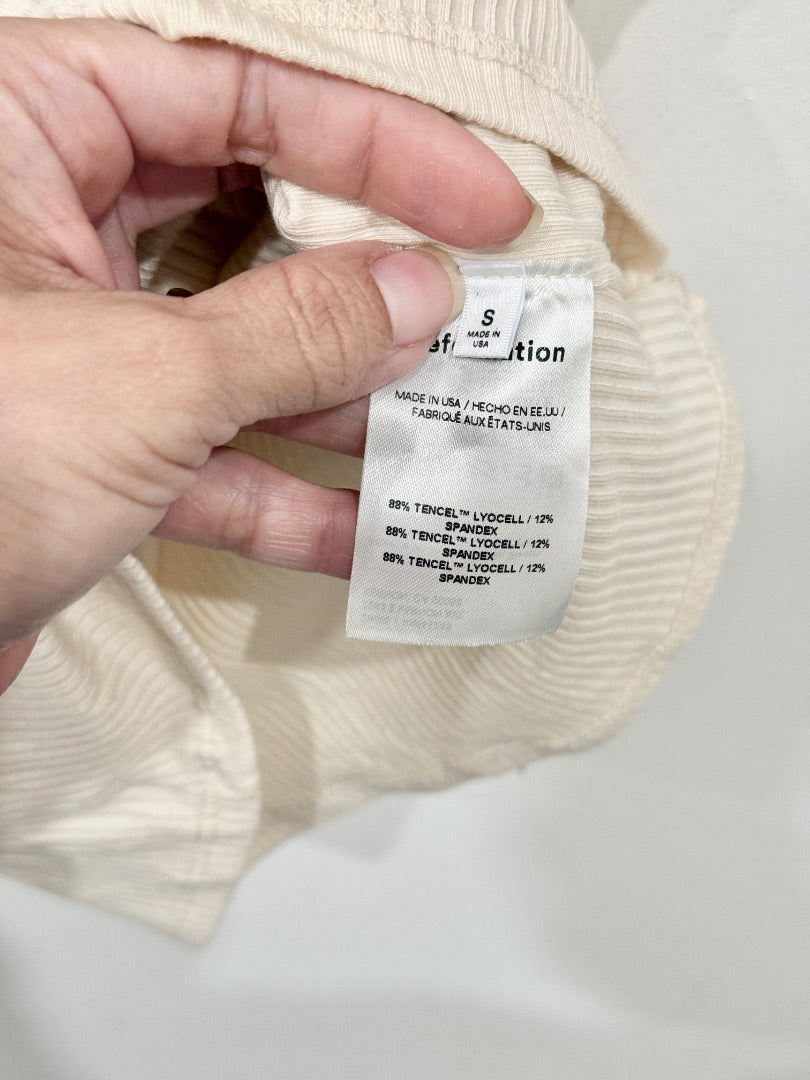 S
MADE IN
USA
MADE IN USA / HECHO EN EE.UU /
FABRIQUÉ AUX ÉTATS-UNIS
88% TENCEL™ LYOCELL / 12%
SPANDEX
88% TENCEL™ LYOCELL / 12%
SPANDEX
88% TENCEL™ LYOCELL / 12%
SPANDEX